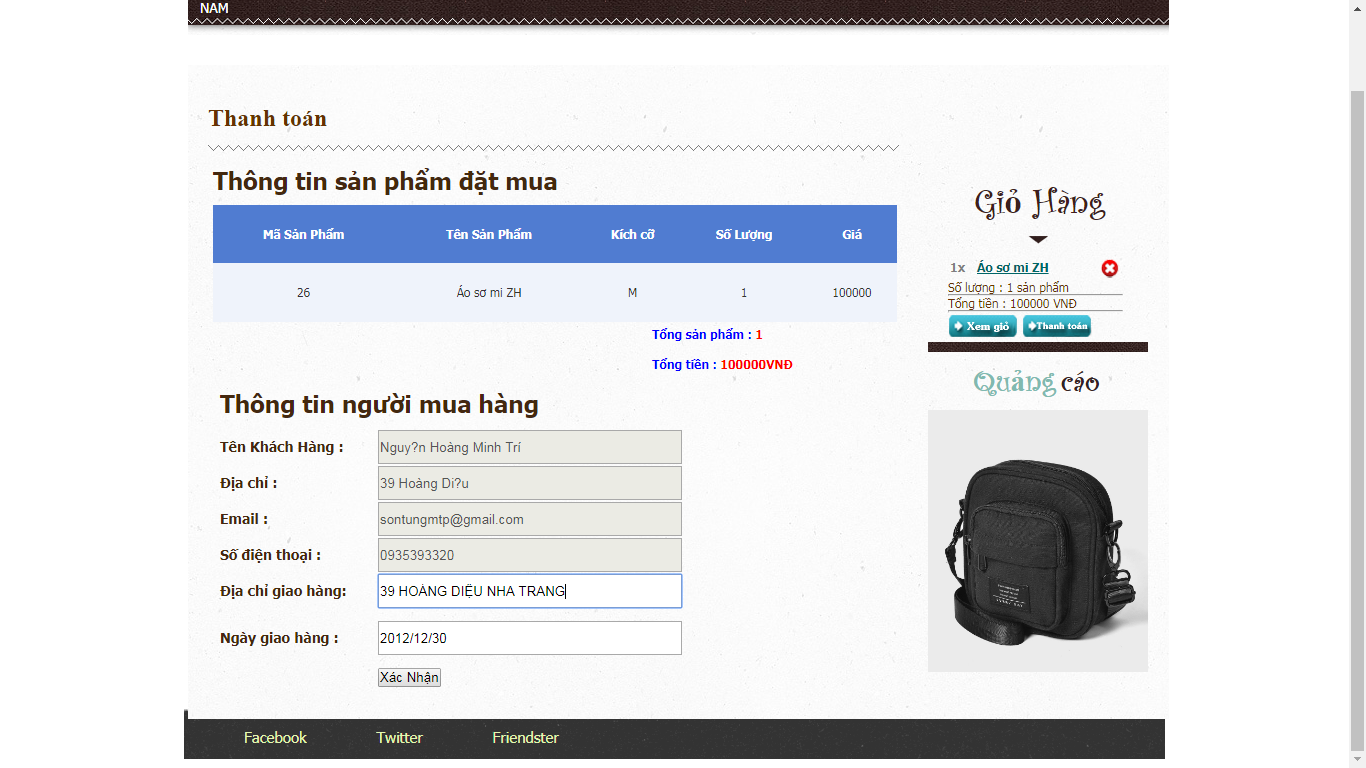 NAM
Thanh toán
Thông tin sản phẩm đặt mua
Mã Sản Phẩm Tên Sản Phẩm Kích cỡ Số Lượng Giá
26 Áo sơ mi ZH M 1 100000
Tổng sản phẩm : 1
Tổng tiền : 100000VNĐ
Thông tin người mua hàng
Tên Khách Hàng : Nguy?n Hoàng Minh Trí
Địa chỉ : 39 Hoàng Di?u
Email : sontungmtp@gmail.com
Số điện thoại : 0935393320
Địa chỉ giao hàng: 39 HOÀNG DIỆU NHA TRANG
Ngày giao hàng : 2012/12/30
Xác Nhận
Giỏ Hàng
1x Áo sơ mi ZH
Số lượng : 1 sản phẩm
Tổng tiền : 100000 VNĐ
Xem giỏ Thanh toán
Quảng cáo
Facebook Twitter Friendster